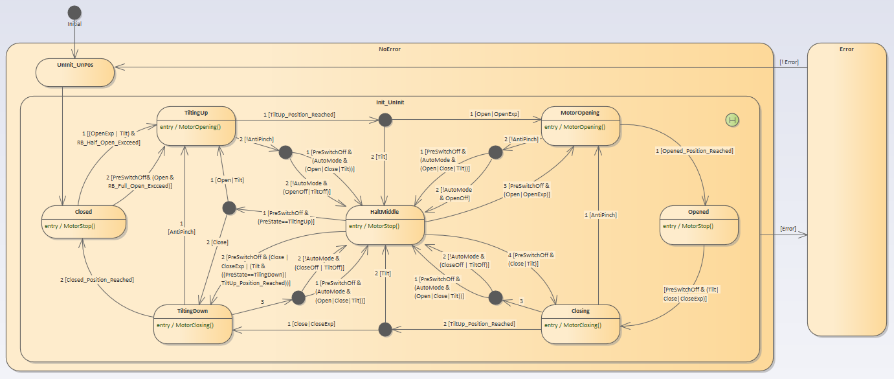 Initial
NoError
Error
UnInit_UnPos
[! Error]
Init_UnInit
TiltingUp
entry / MotorOpening()
1 [TiltUp_Position_Reached]
1 [Open|OpenExp]
MotorOpening
entry / MotorOpening()
H
1 [(OpenExp | Tilt) &
RB_Half_Open_Exceed]
2 [!AntiPinch]
2 [!AntiPinch]
1 [PreSwitchOff &
(AutoMode &
(Open|Close|Tilt))]
2 [Tilt]
1 [PreSwitchOff &
(AutoMode &
(Open|Close|Tilt))]
1 [Opened_Position_Reached]
2 [PreSwitchOff& (Open &
RB_Full_Open_Exceeed)]
1 [Open|Tilt]
2 [!AutoMode &
(OpenOff | TiltOff)]
2 [!AutoMode
& OpenOff]
3 [PreSwitchOff &
(Open|OpenExp)]
Closed
entry / MotorStop()
1 [PreSwitchOff &
(PreState==TiltingUp)]
HaltMiddle
entry / MotorStop()
1 [AntiPinch]
Opened
entry / MotorStop()
1
[AntiPinch]
[Error]
2 [Close]
2 [PreSwitchOff & (Close |
CloseExp | (Tilt &
((PreState==TilingDown)|
TiltUp_Position_Reached))]
2 [!AutoMode &
(CloseOff | TiltOff)]
2 [!AutoMode &
(CloseOff | TiltOff)]
4 [PreSwitchOff &
(Close|Tilt)]
2 [Closed_Position_Reached]
1 [PreSwitchOff &
(AutoMode &
(Open|Close|Tilt))]
2 [Tilt]
1 [PreSwitchOff &
(AutoMode &
(Open|Close|Tilt))]
[PreSwitchOff & (Tilt|
Close|CloseExp)]
3
3
TiltingDown
entry / MotorClosing()
1 [Close|CloseExp]
2 [TiltUp_Position_Reached]
Closing
entry / MotorClosing()